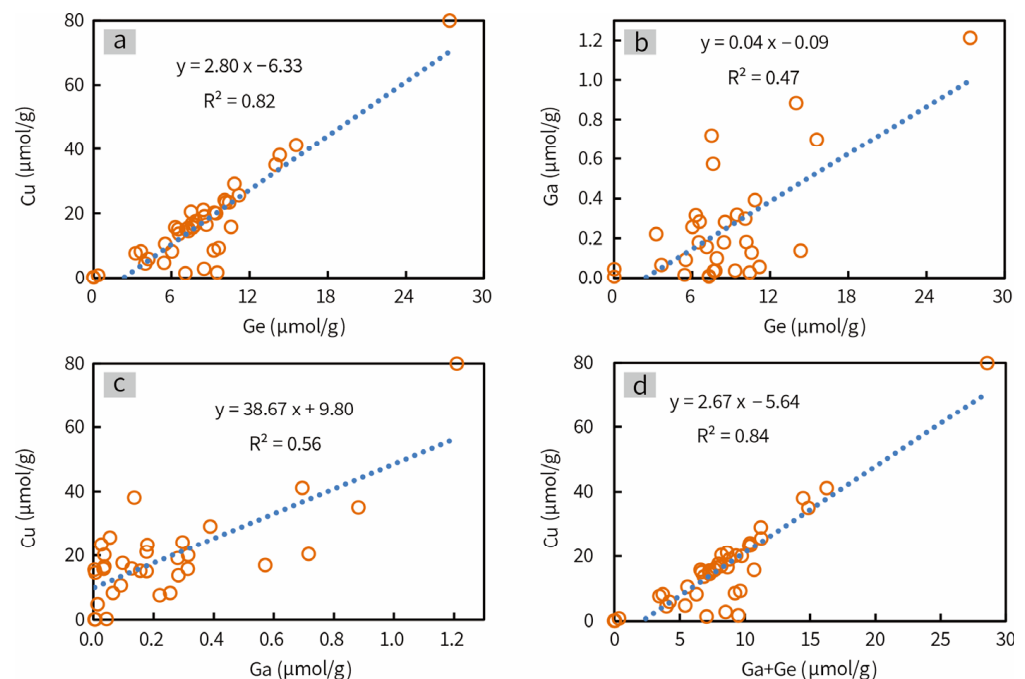 a
y = 2.80 x −6.33
R² = 0.82
Cu (μmol/g)
80
60
40
20
0
0 6 12 18 24 30
Ge (μmol/g)
b
y = 0.04 x −0.09
R² = 0.47
Ga (μmol/g)
1.2
1.0
0.8
0.6
0.4
0.2
0.0
0 6 12 18 24 30
Ge (μmol/g)
c
y = 38.67 x + 9.80
R² = 0.56
Cu (μmol/g)
80
60
40
20
0
0.0 0.2 0.4 0.6 0.8 1.0 1.2
Ga (μmol/g)
d
y = 2.67 x −5.64
R² = 0.84
Cu (μmol/g)
80
60
40
20
0
5 10 15 20 25 30
Ga+Ge (μmol/g)